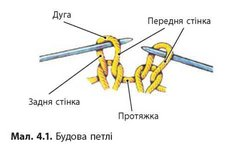 Дуга
Передня стінка
Задня стінка
Протяжка
Мал. 4.1. Будова петлі